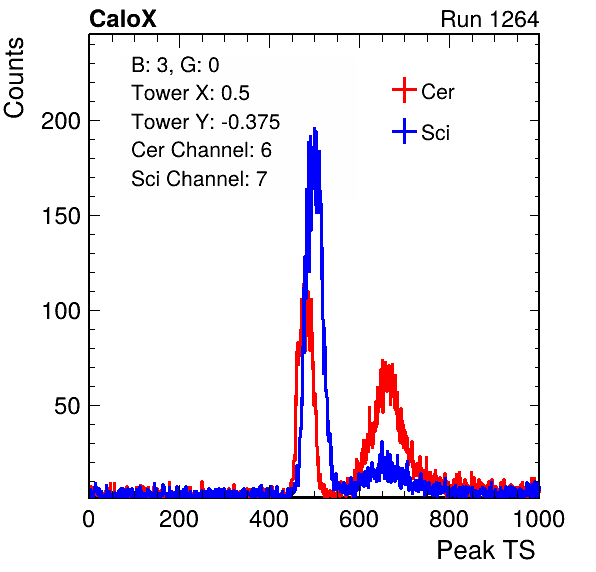 CaloX Run 1264
Counts
B: 3, G: 0
Tower X: 0.5
Tower Y: -0.375
Cer Channel: 6
Sci Channel: 7
Cer
Sci
200
150
100
50
0 200 400 600 800 1000
Peak TS